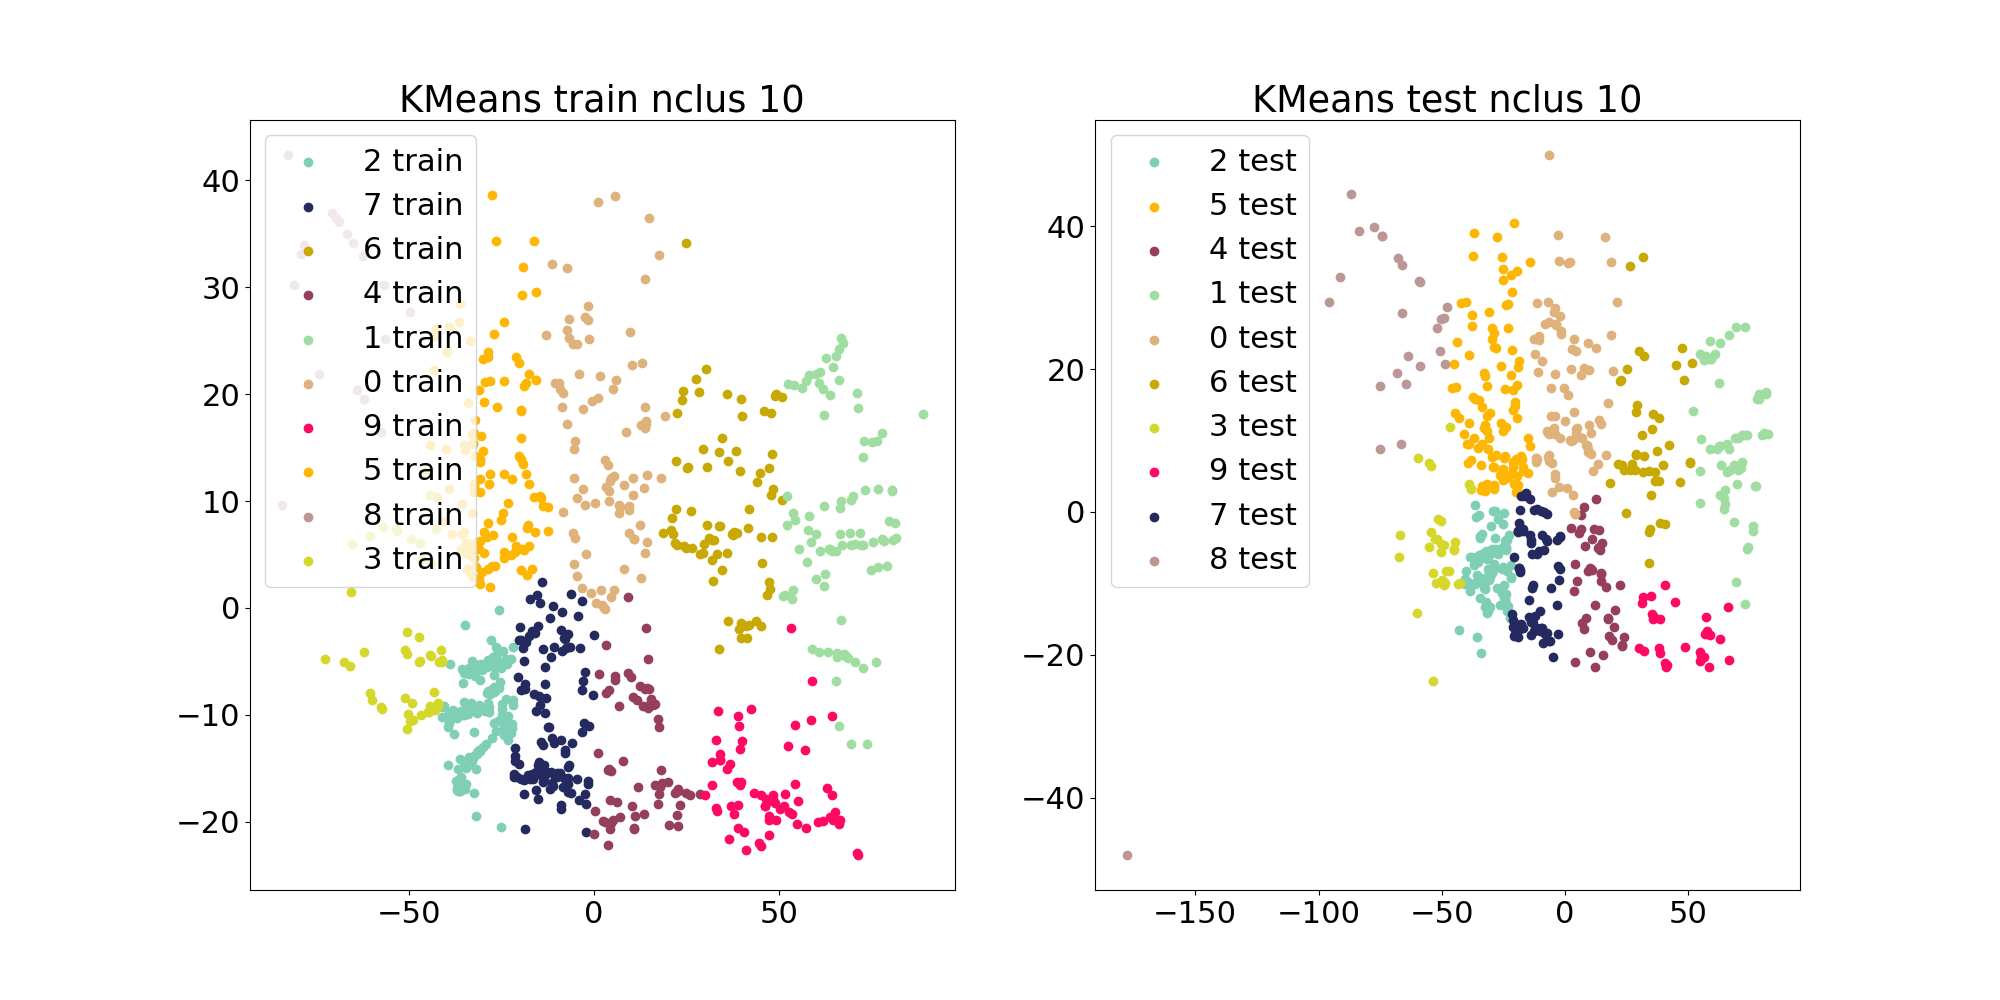 KMeans train nclus 10
40
30
20
10
0
−10
−20
−50
0
50
2 train
7 train
6 train
4 train
1 train
0 train
9 train
5 train
8 train
3 train
KMeans test nclus 10
40
20
0
−20
−40
−150
−100
−50
0
50
2 test
5 test
4 test
1 test
0 test
6 test
3 test
9 test
7 test
8 test